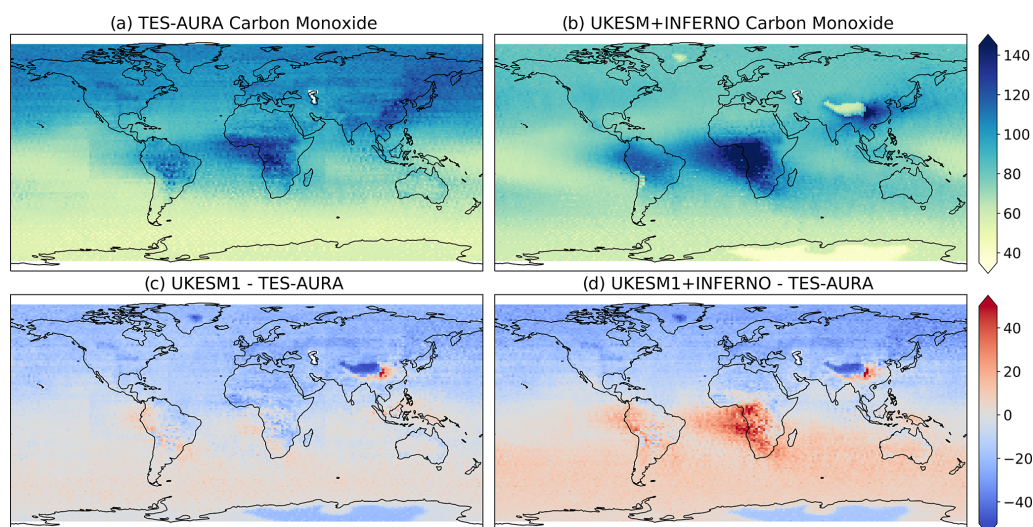 (a) TES-AURA Carbon Monoxide
(b) UKESM+INFERNO Carbon Monoxide
140
120
100
80
60
40
(c) UKESM1 - TES-AURA
(d) UKESM1+INFERNO - TES-AURA
40
20
0
−20
−40